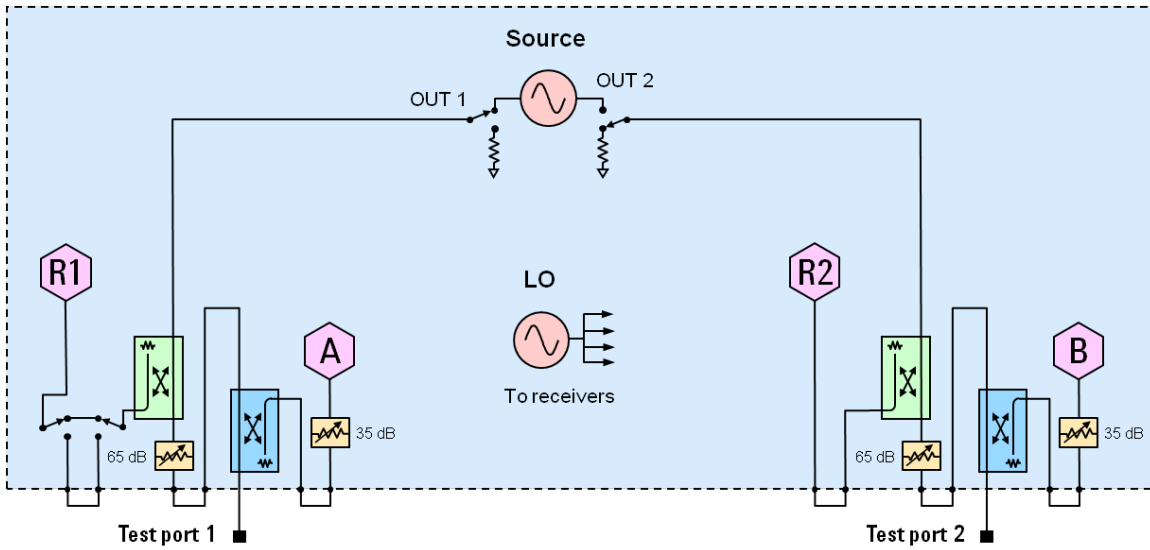 Source
OUT 1
OUT 2
R1
R2
LO
A
B
To receivers
35 dB
35 dB
65 dB
65 dB
Test port 1
Test port 2